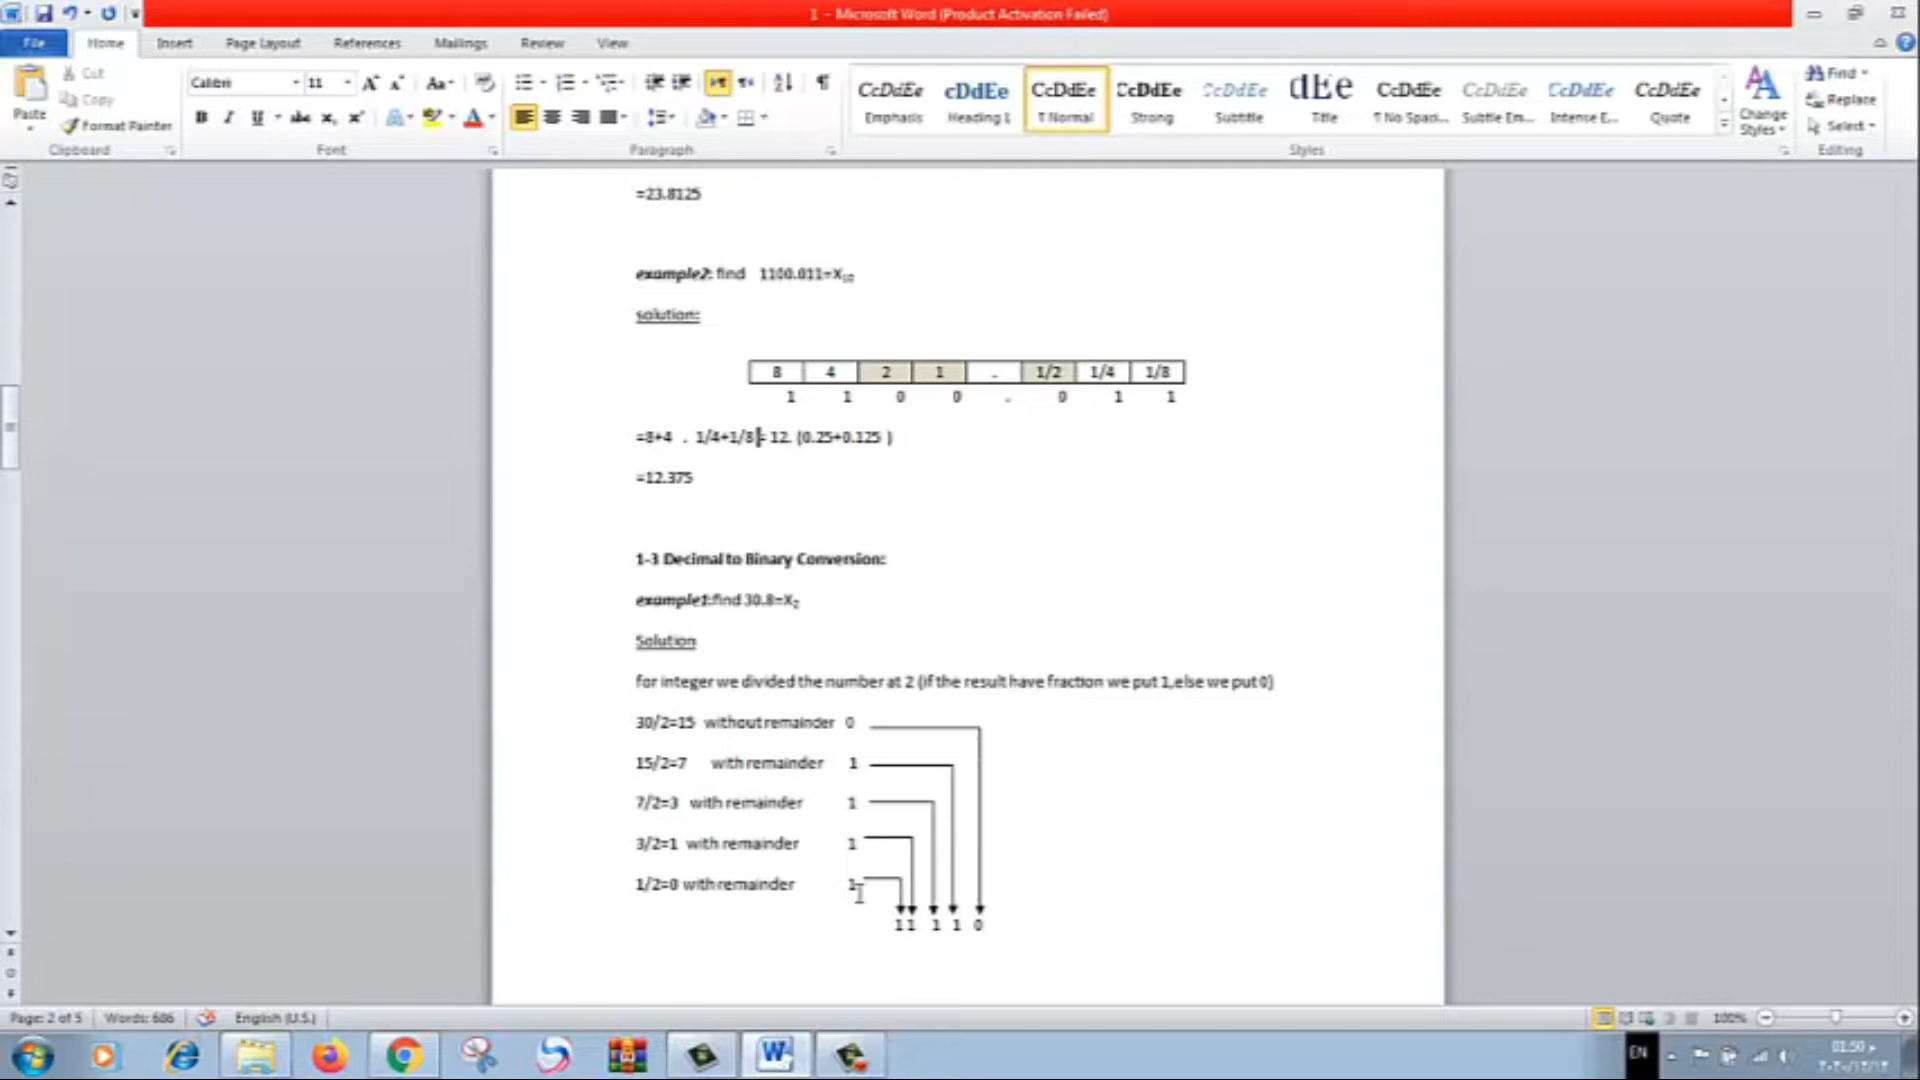 1 - Microsoft Word (Product Activation Failed)
File Home Insert Page Layout References Mailings Review View
Paste
Cut
Copy
Format Painter
Clipboard
Calibri 11
Font
Paragraph
CcDdEe cDdEe CcDdEe CcDdEe CcDdEe dEe CcDdEe CcDdEe CcDdEe CcDdEe
Emphasis Heading 1 ¶ Normal Strong Subtitle Title ¶ No Spaci... Subtle Em... Intense E... Quote
Styles
Change Styles
Find
Replace
Select
Editing
=23.8125
example2: find 1100.011=X10
solution:
8 4 2 1 . 1/2 1/4 1/8
1 1 0 0 . 0 1 1
=8+4 . 1/4+1/8 = 12. (0.25+0.125 )
=12.375
1-3 Decimal to Binary Conversion:
example1:find 30.8=X2
Solution
for integer we divided the number at 2 (if the result have fraction we put 1,else we put 0)
30/2=15 without remainder 0
15/2=7 with remainder 1
7/2=3 with remainder 1
3/2=1 with remainder 1
1/2=0 with remainder 1
11 1 1 0
Page: 2 of 5 Words: 686 English (U.S.) 100%
EN
01:50 م